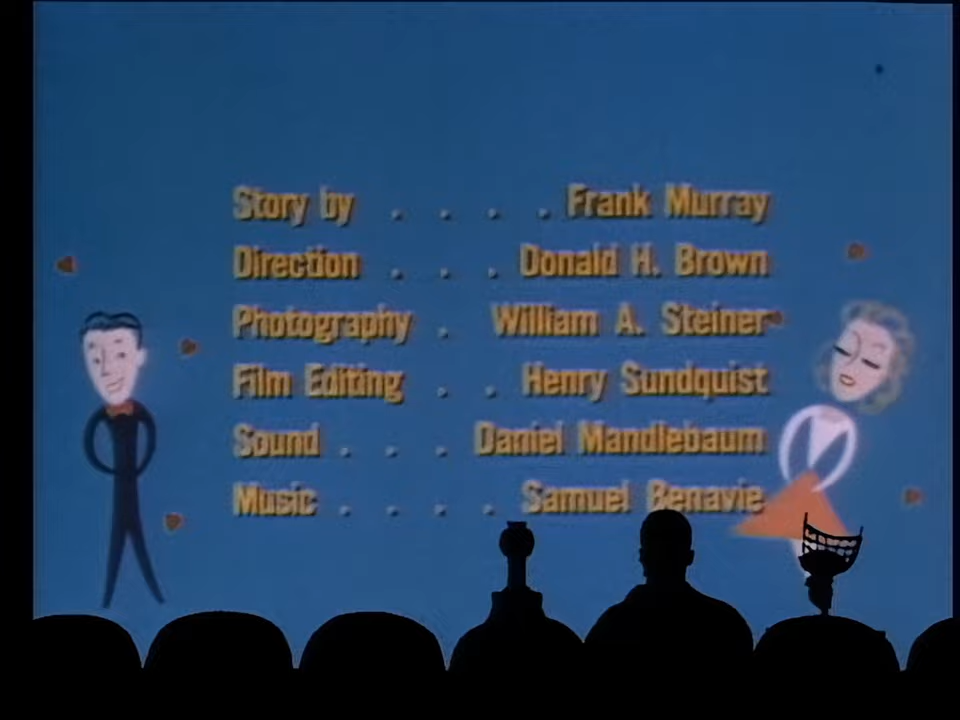 Story by . . . . Frank Murray
Direction . . . Donald H. Brown
Photography . William A. Steiner
Film Editing . . Henry Sundquist
Sound . . . Daniel Mandlebaum
Music . . . . Samuel Benavie